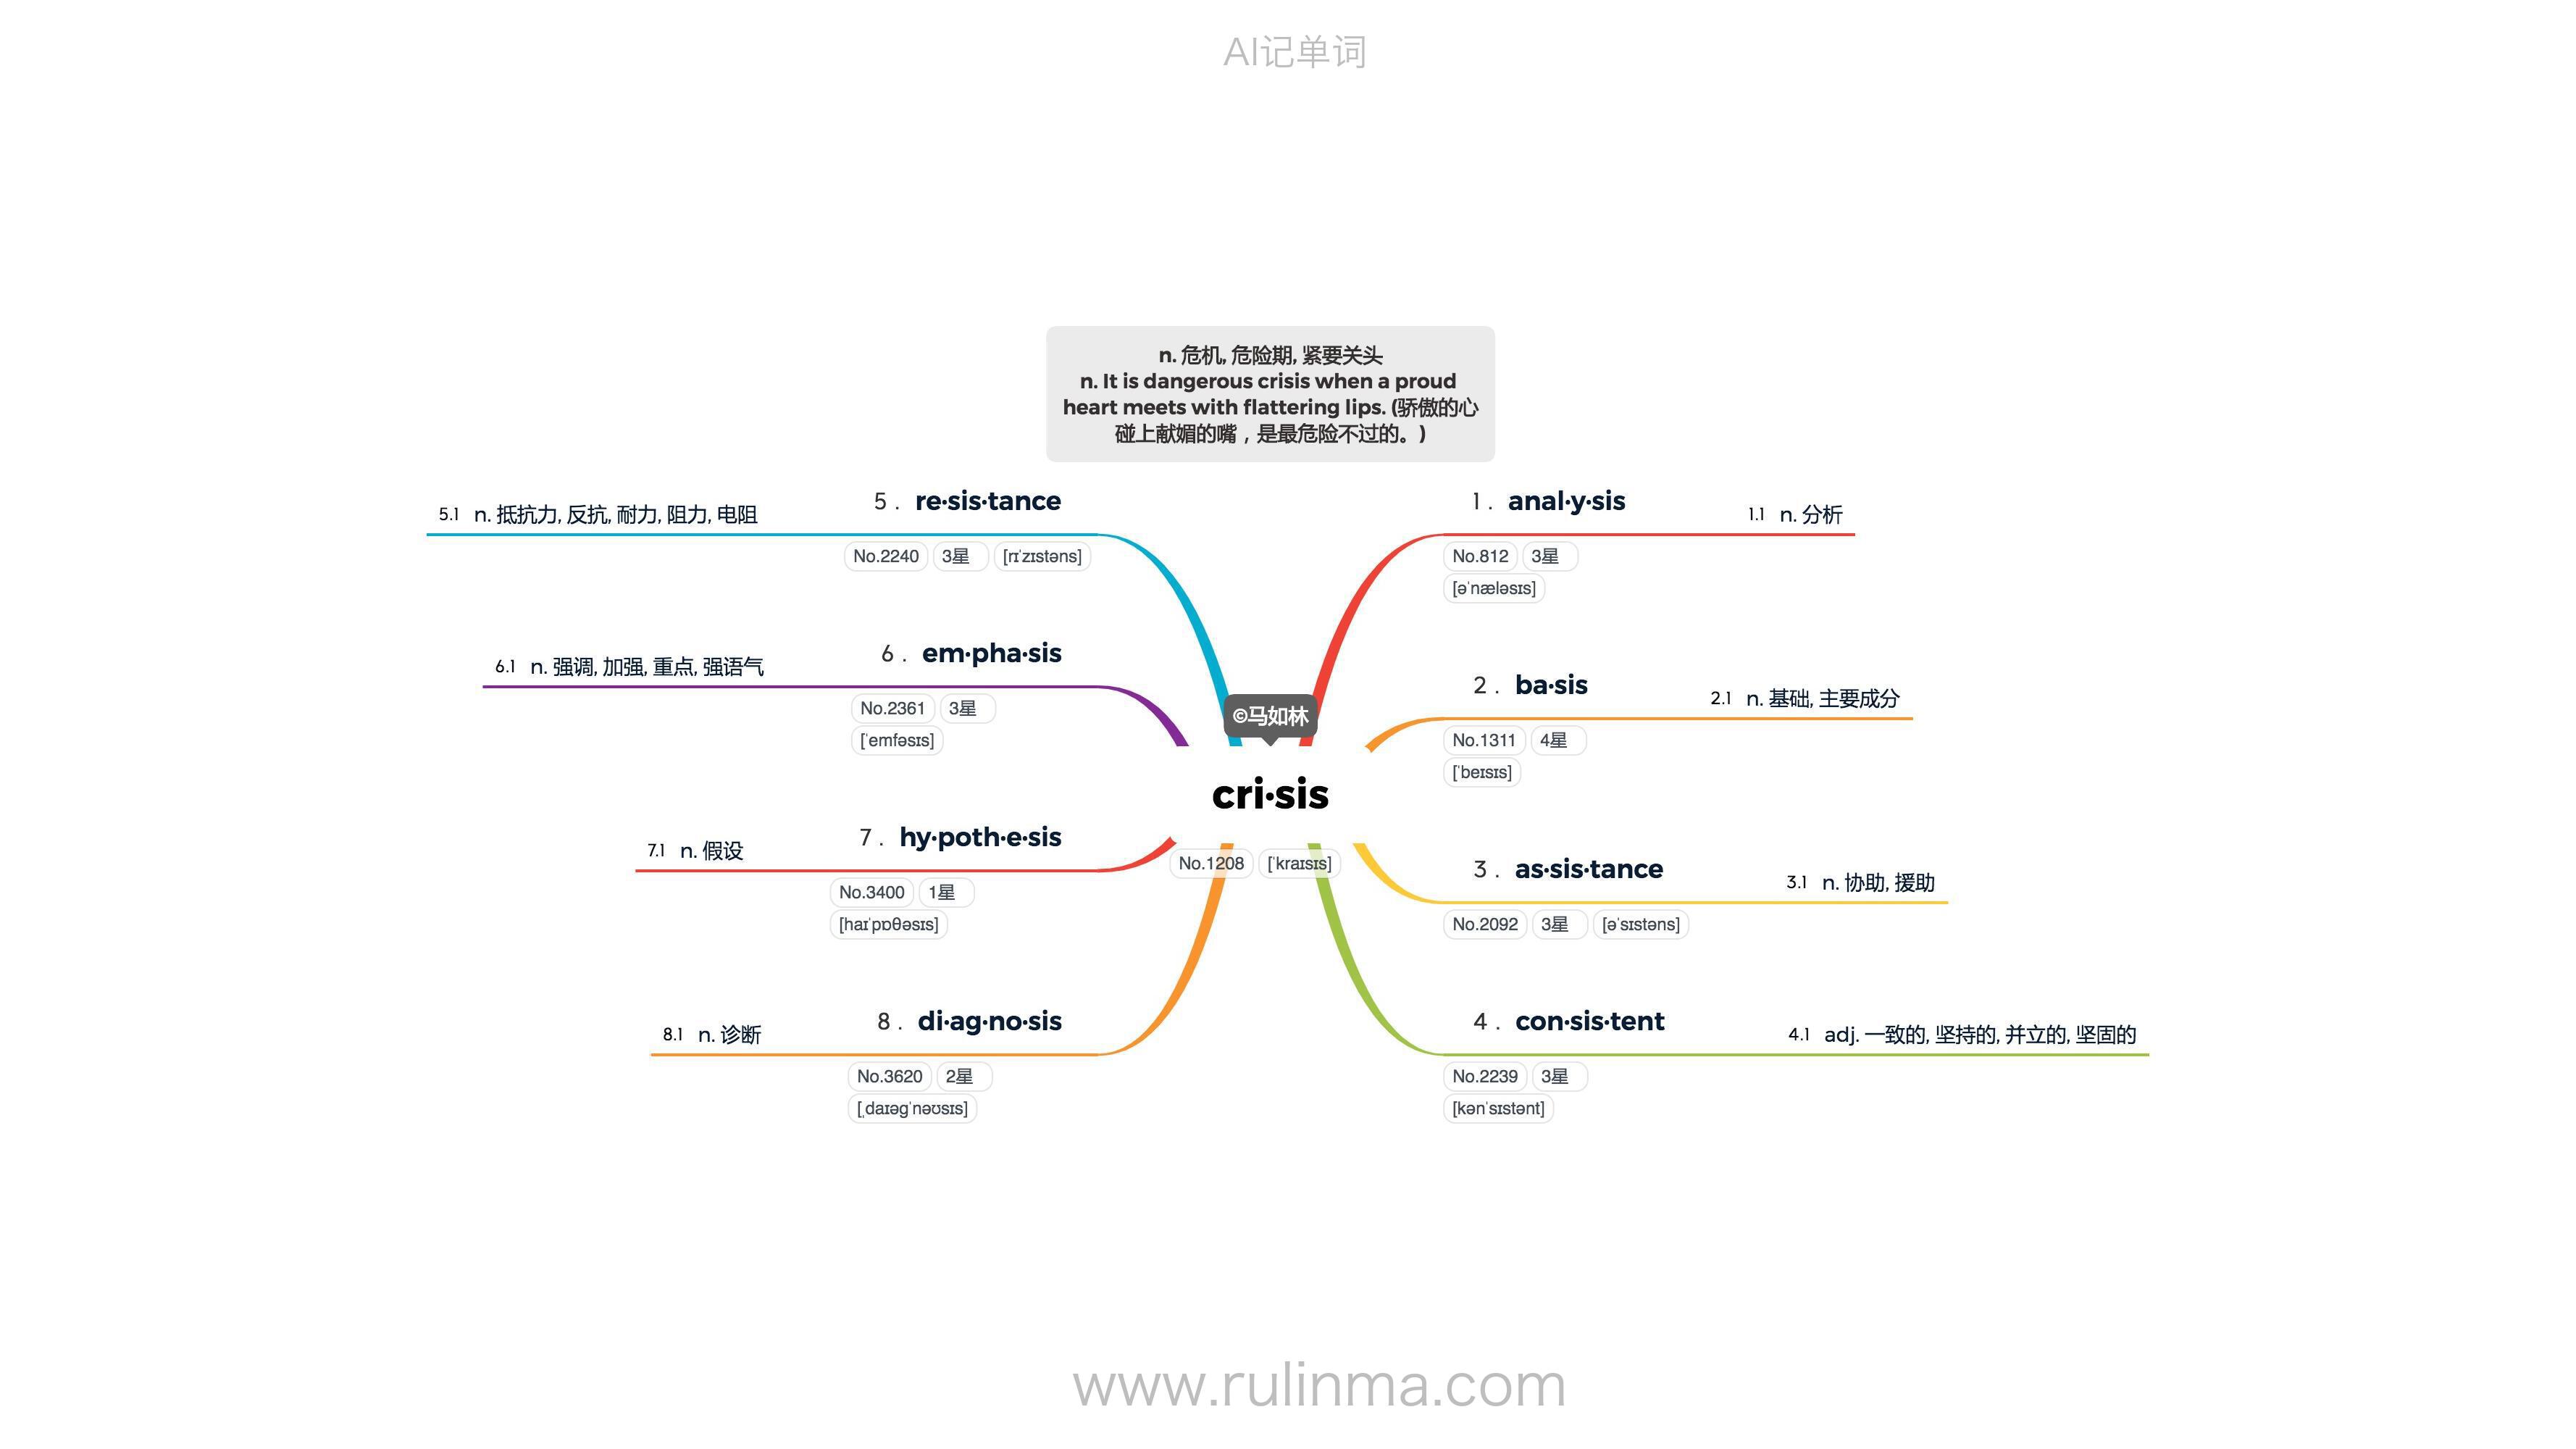 AI记单词
n. 危机, 危险期, 紧要关头
n. It is dangerous crisis when a proud
heart meets with flattering lips. (骄傲的心
碰上献媚的嘴，是最危险不过的。)
©马如林
cri·sis
No.1208 [ˈkraɪsɪs]
1 . anal·y·sis
No.812 3星
[əˈnæləsɪs]
1.1 n. 分析
2 . ba·sis
No.1311 4星
[ˈbeɪsɪs]
2.1 n. 基础, 主要成分
3 . as·sis·tance
No.2092 3星 [əˈsɪstəns]
3.1 n. 协助, 援助
4 . con·sis·tent
No.2239 3星
[kənˈsɪstənt]
4.1 adj. 一致的, 坚持的, 并立的, 坚固的
5 . re·sis·tance
No.2240 3星 [rɪˈzɪstəns]
5.1 n. 抵抗力, 反抗, 耐力, 阻力, 电阻
6 . em·pha·sis
No.2361 3星
[ˈemfəsɪs]
6.1 n. 强调, 加强, 重点, 强语气
7 . hy·poth·e·sis
No.3400 1星
[haɪˈpɒθəsɪs]
7.1 n. 假设
8 . di·ag·no·sis
No.3620 2星
[ˌdaɪəgˈnəʊsɪs]
8.1 n. 诊断
www.rulinma.com